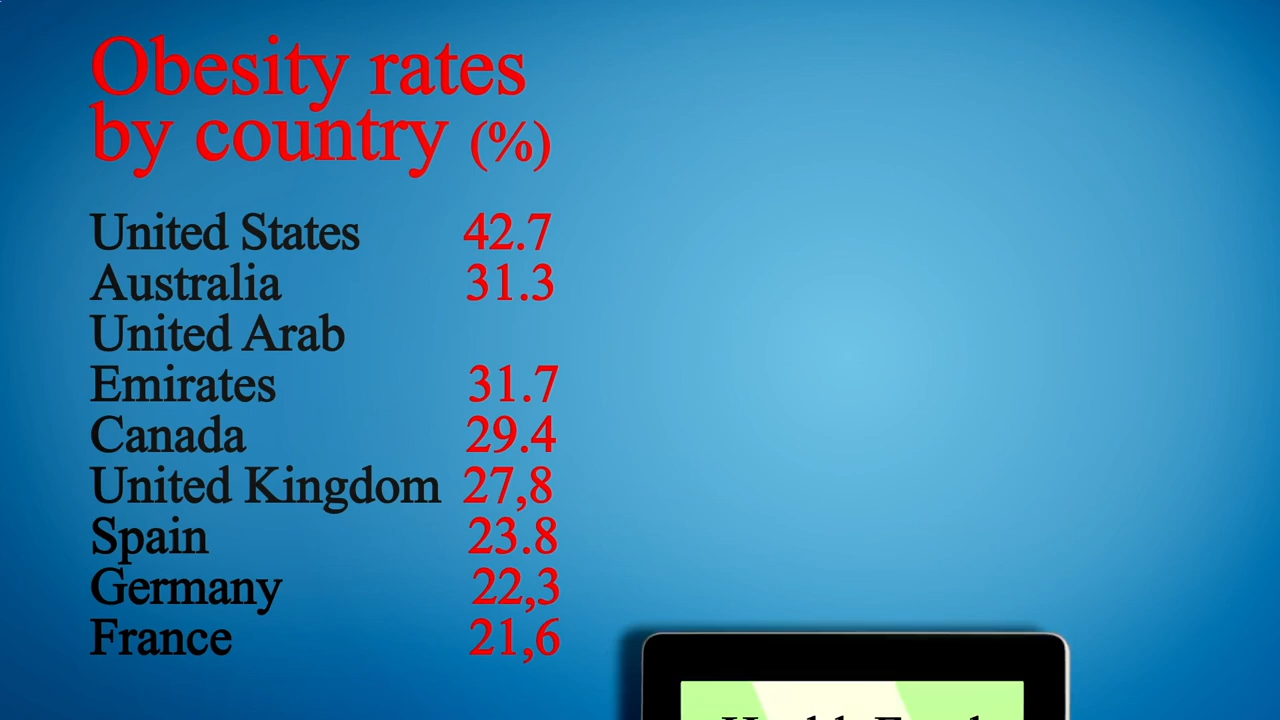 Obesity rates
by country (%)
United States 42.7
Australia 31.3
United Arab
Emirates 31.7
Canada 29.4
United Kingdom 27,8
Spain 23.8
Germany 22,3
France 21,6